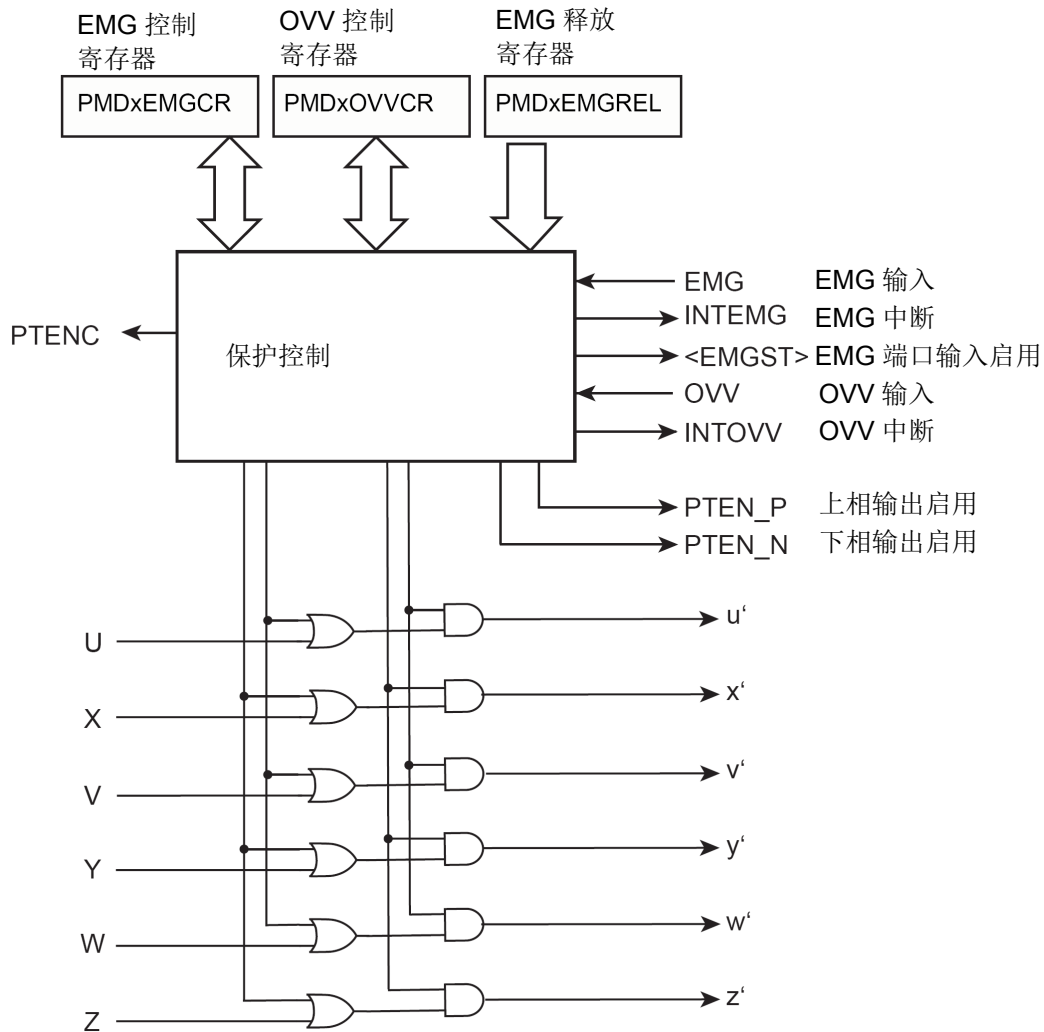 EMG 控制
寄存器
OVV 控制
寄存器
EMG 释放
寄存器
PMDxEMGCR
PMDxOVVCR
PMDxEMGREL
PTENC
保护控制
EMG EMG 输入
INTEMG EMG 中断
<EMGST> EMG 端口输入启用
OVV OVV 输入
INTOVV OVV 中断
PTEN_P 上相输出启用
PTEN_N 下相输出启用
U u‘
X x‘
V v‘
Y y‘
W w‘
Z z‘